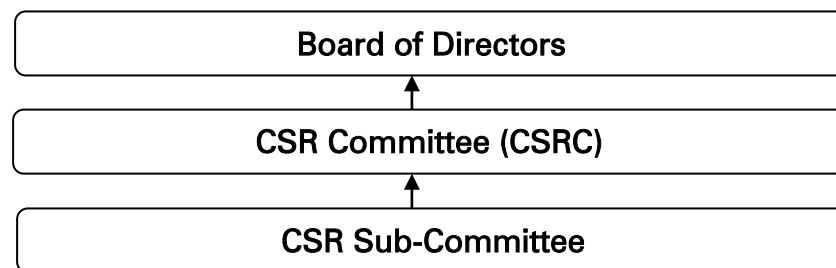 Board of Directors
CSR Committee (CSRC)
CSR Sub-Committee